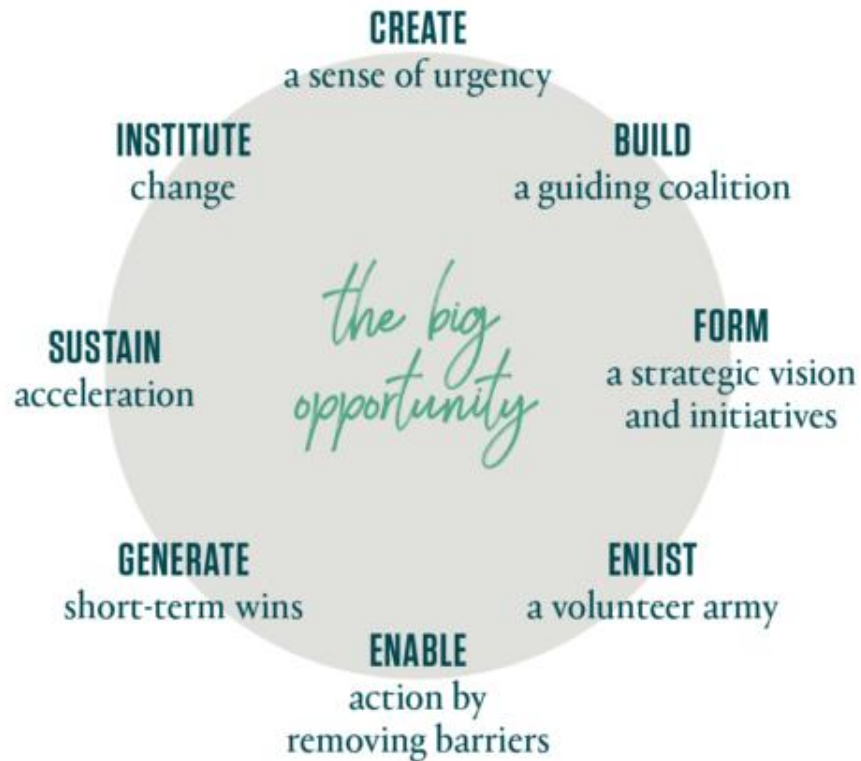 CREATE
a sense of urgency
BUILD
a guiding coalition
FORM
a strategic vision
and initiatives
ENLIST
a volunteer army
ENABLE
action by
removing barriers
GENERATE
short-term wins
SUSTAIN
acceleration
INSTITUTE
change
the big
opportunity